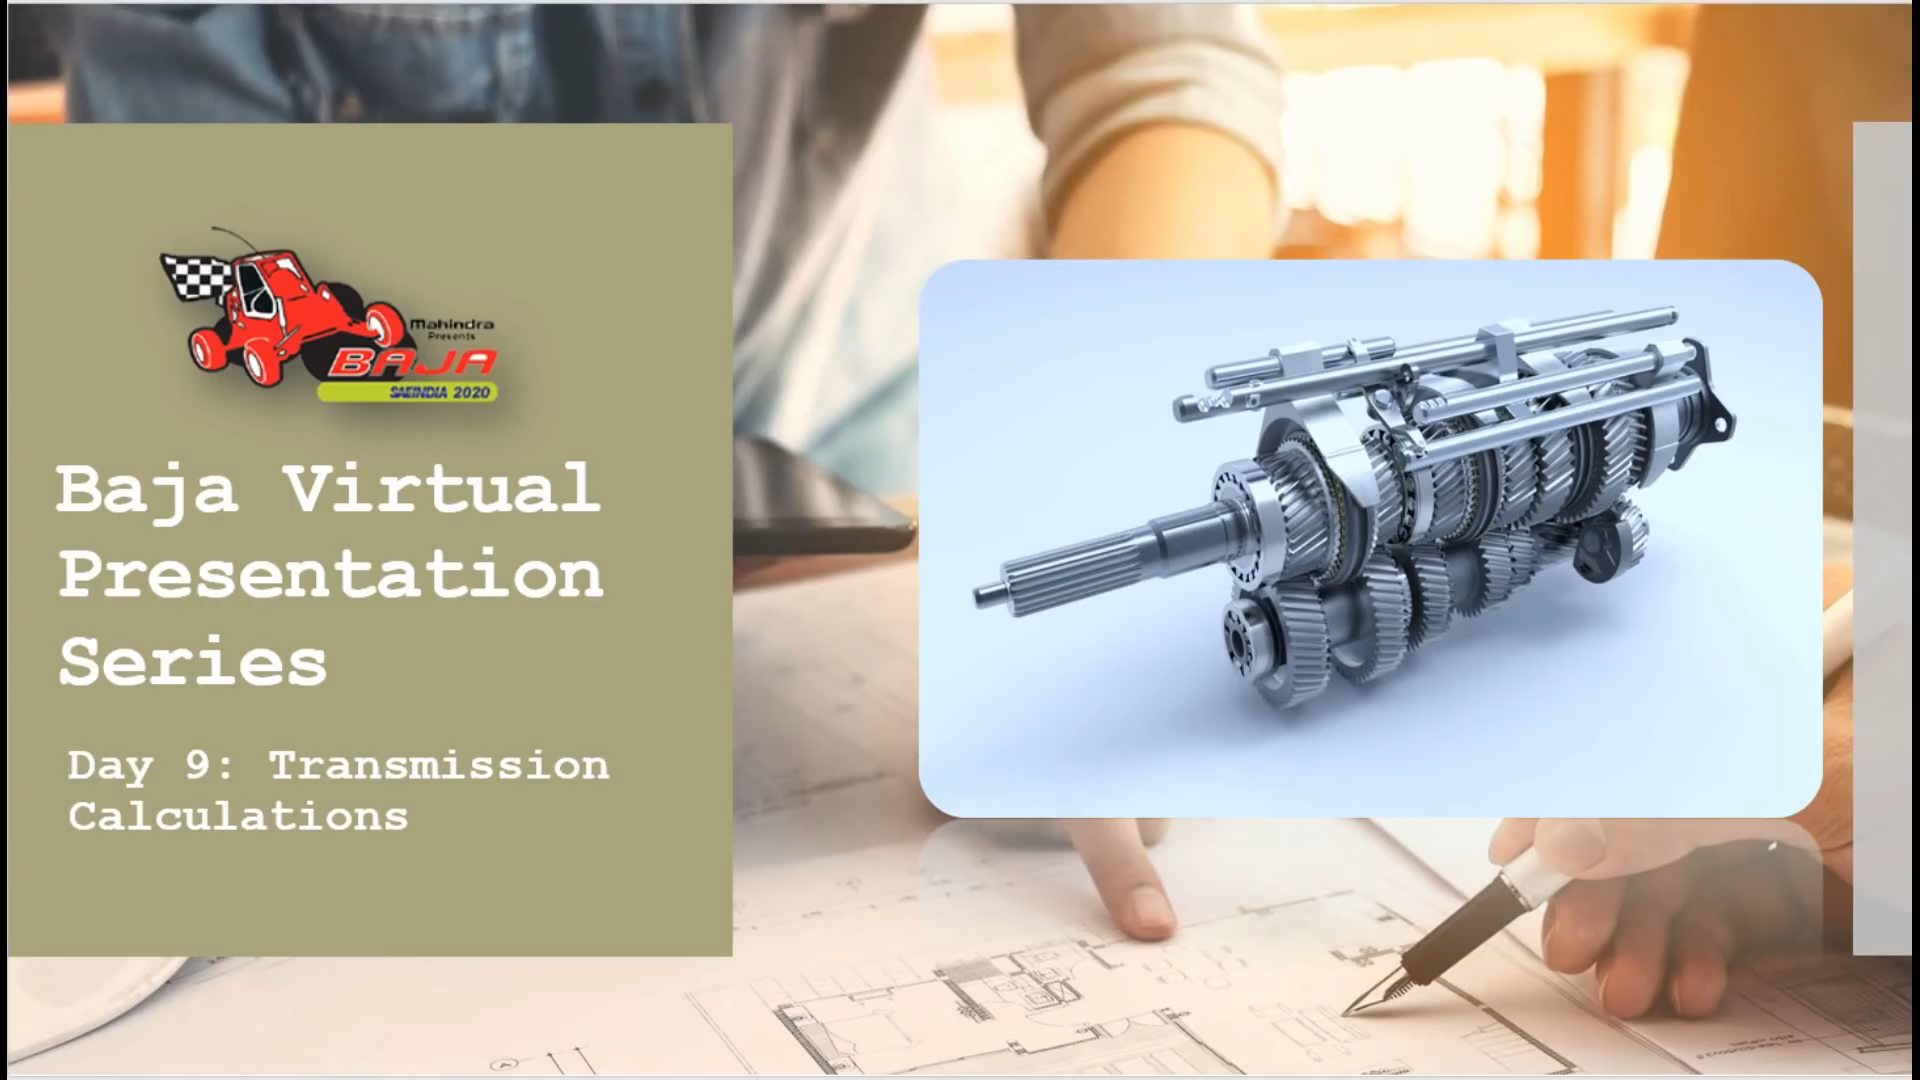 Mahindra
Presents
BAJA
SAEINDIA 2020
Baja Virtual
Presentation
Series
Day 9: Transmission
Calculations